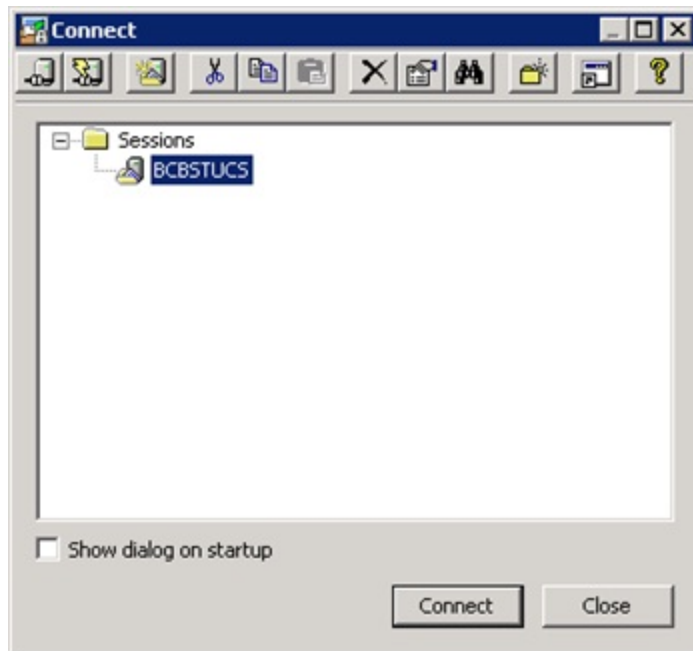 Connect
Sessions
BCBSTUCS
Show dialog on startup
Connect Close